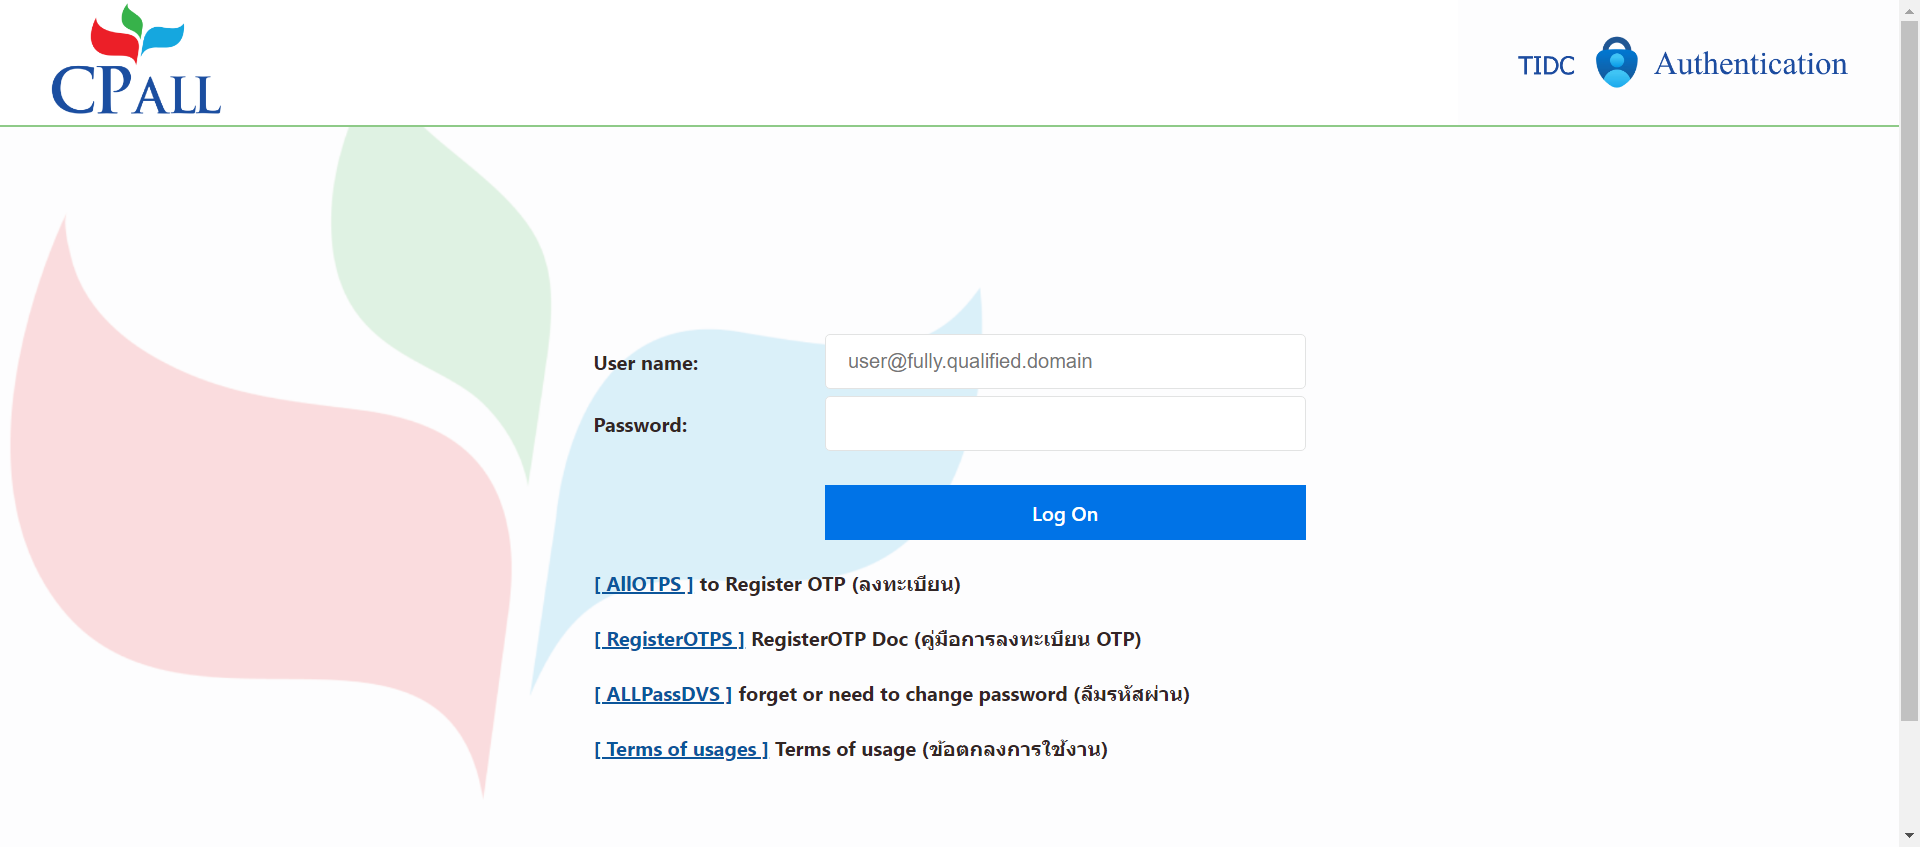 CPALL
TIDC Authentication
User name:
user@fully.qualified.domain
Password:
Log On
[ AllOTPS ] to Register OTP (ลงทะเบียน)
[ RegisterOTPS ] RegisterOTP Doc (คู่มือการลงทะเบียน OTP)
[ ALLPassDVS ] forget or need to change password (ลืมรหัสผ่าน)
[ Terms of usages ] Terms of usage (ข้อตกลงการใช้งาน)